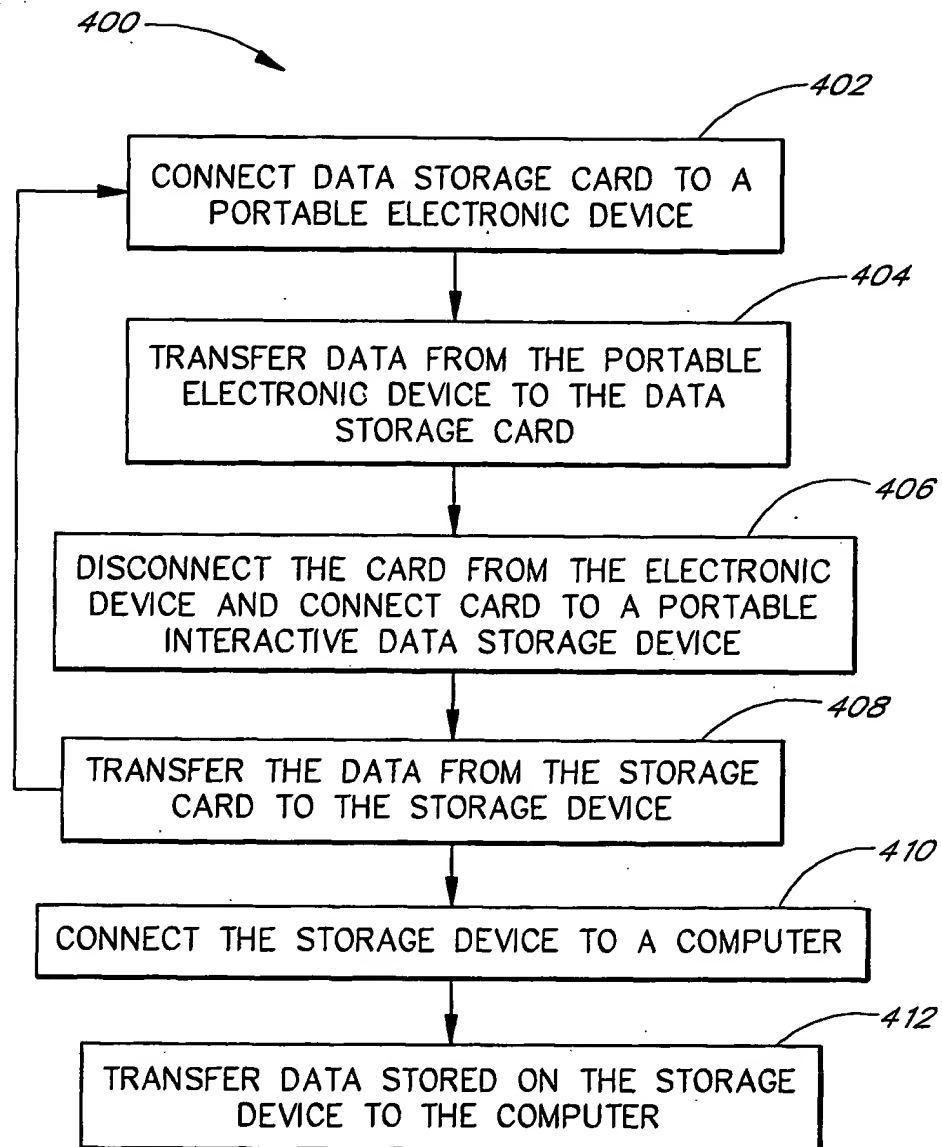 400
402
CONNECT DATA STORAGE CARD TO A
PORTABLE ELECTRONIC DEVICE
404
TRANSFER DATA FROM THE PORTABLE
ELECTRONIC DEVICE TO THE DATA
STORAGE CARD
406
DISCONNECT THE CARD FROM THE ELECTRONIC
DEVICE AND CONNECT CARD TO A PORTABLE
INTERACTIVE DATA STORAGE DEVICE
408
TRANSFER THE DATA FROM THE STORAGE
CARD TO THE STORAGE DEVICE
410
CONNECT THE STORAGE DEVICE TO A COMPUTER
412
TRANSFER DATA STORED ON THE STORAGE
DEVICE TO THE COMPUTER